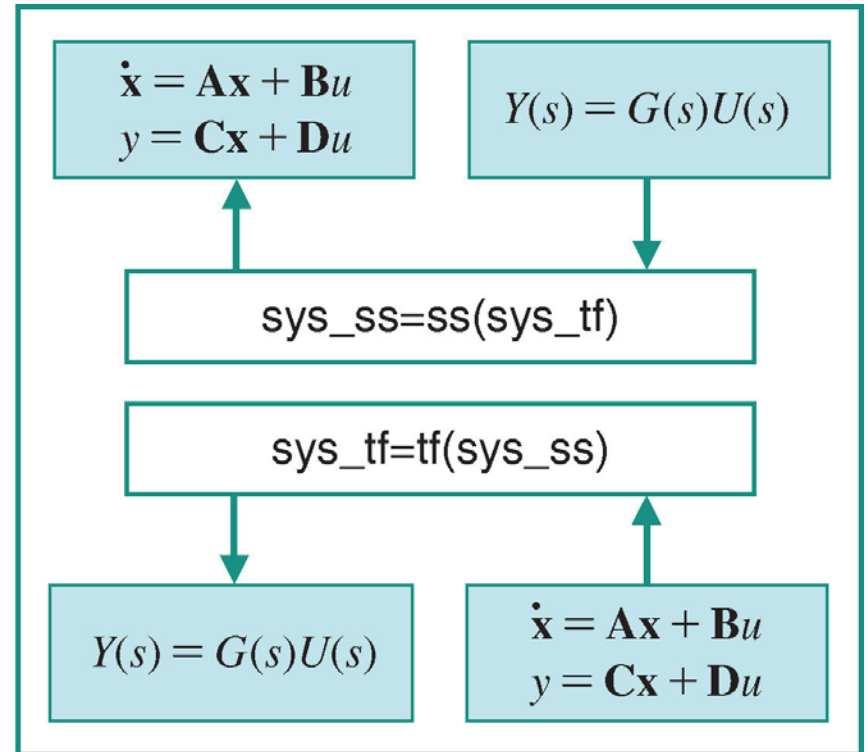 ẋ = Ax + Bu
y = Cx + Du
Y(s) = G(s)U(s)
sys_ss=ss(sys_tf)
sys_tf=tf(sys_ss)
Y(s) = G(s)U(s)
ẋ = Ax + Bu
y = Cx + Du